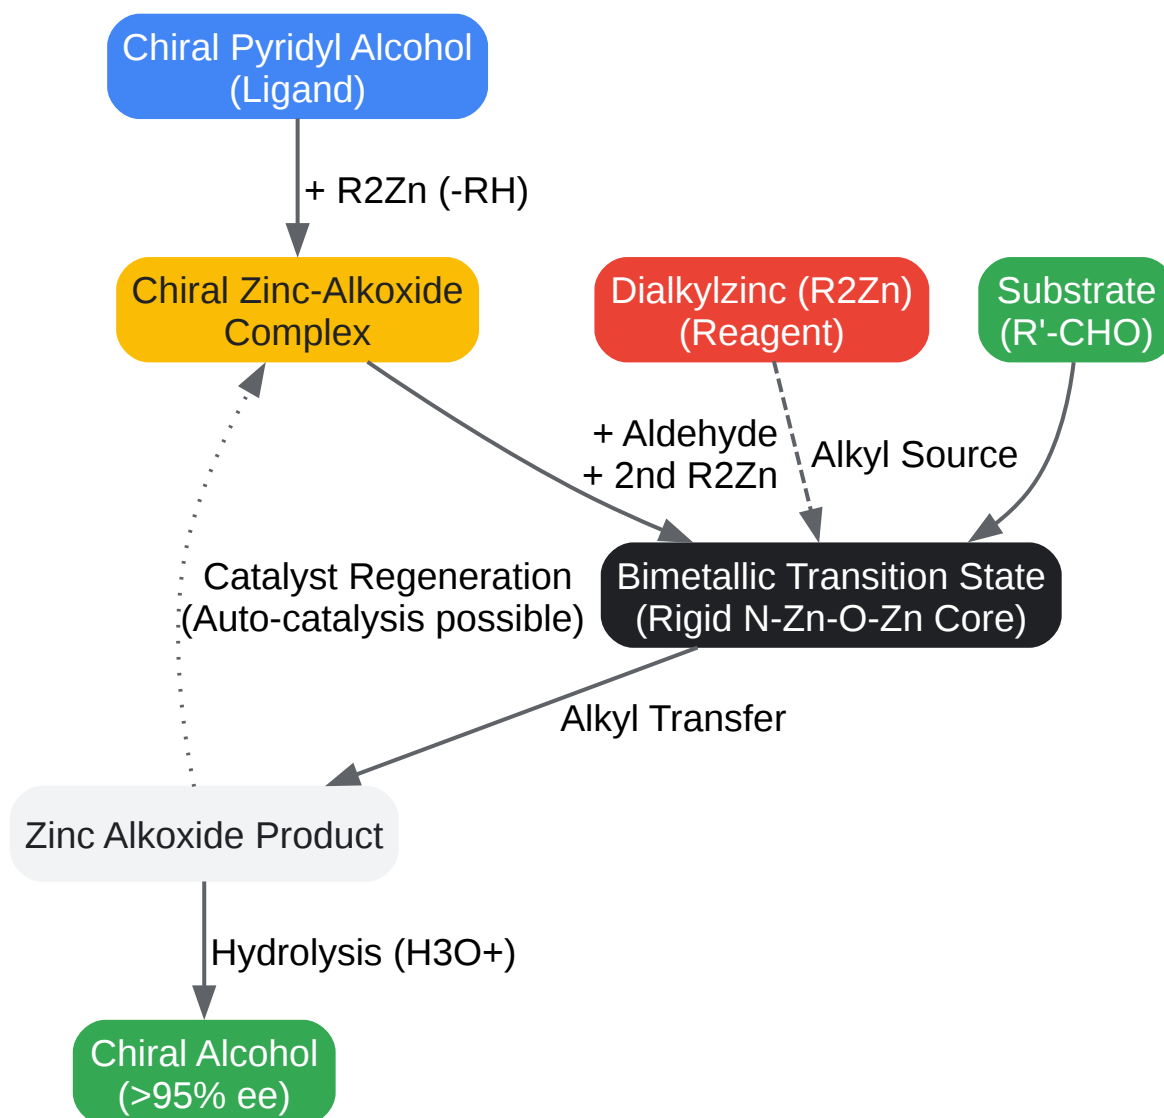 Chiral Pyridyl Alcohol
(Ligand)
+ R2Zn (-RH)
Chiral Zinc-Alkoxide
Complex
Dialkylzinc (R2Zn)
(Reagent)
Substrate
(R'-CHO)
+ Aldehyde
+ 2nd R2Zn
Alkyl Source
Catalyst Regeneration
(Auto-catalysis possible)
Bimetallic Transition State
(Rigid N-Zn-O-Zn Core)
Alkyl Transfer
Zinc Alkoxide Product
Hydrolysis (H3O+)
Chiral Alcohol
(>95% ee)